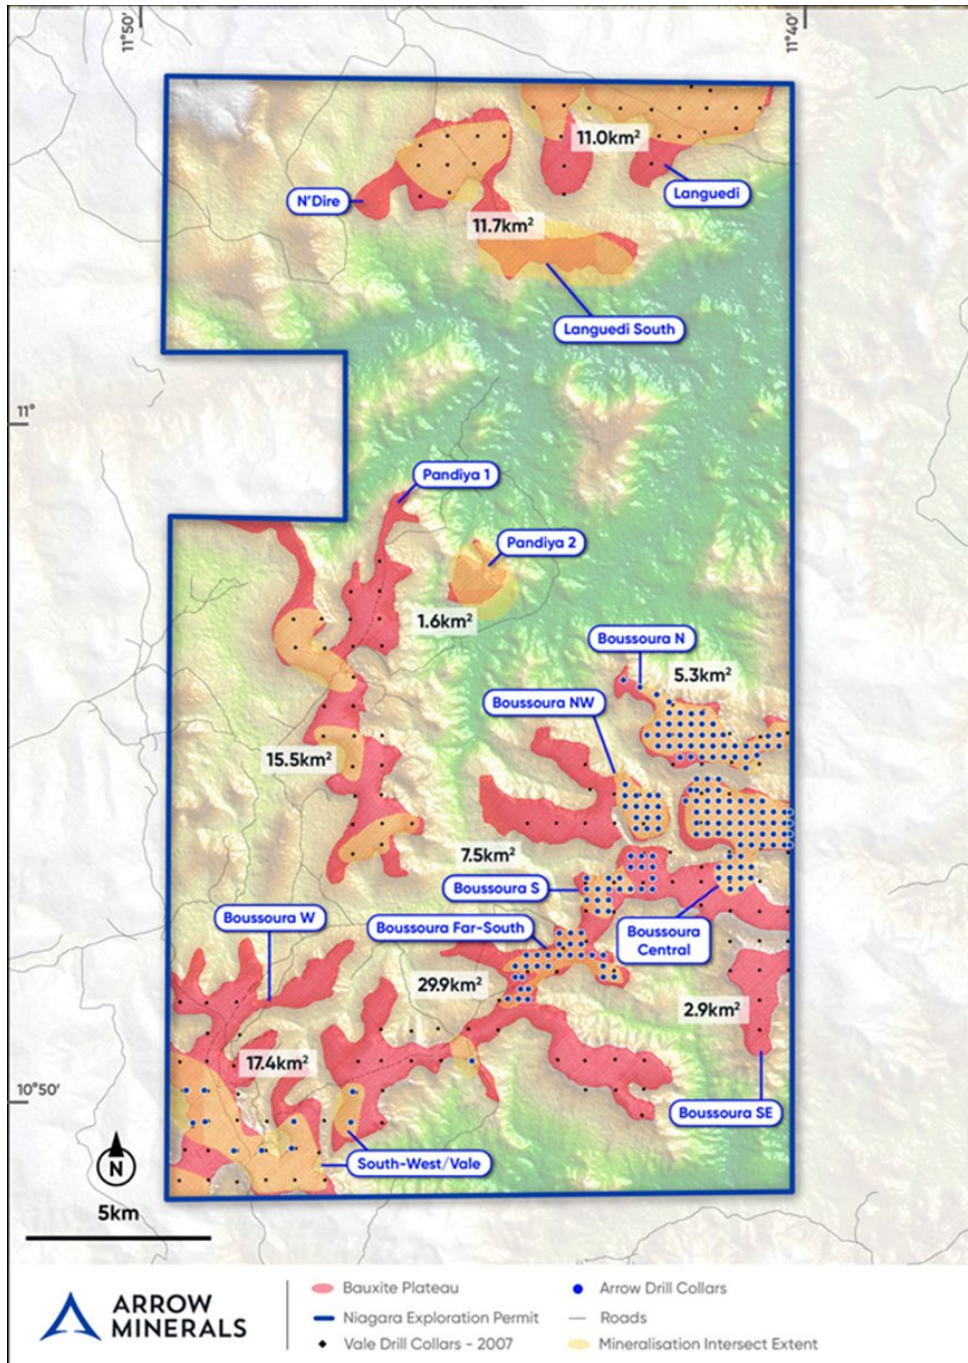 11°50'
11°40'
11.0km²
Languedi
N'Dire
11.7km²
Languedi South
11°
Pandiya 1
Pandiya 2
1.6km²
Boussoura N
5.3km²
Boussoura NW
15.5km²
7.5km²
Boussoura S
Boussoura W
Boussoura Far-South
Boussoura
Central
29.9km²
2.9km²
17.4km²
10°50'
Boussoura SE
South-West/Vale
N
5km
ARROW
MINERALS
Bauxite Plateau
Niagara Exploration Permit
Vale Drill Collars - 2007
Arrow Drill Collars
Roads
Mineralisation Intersect Extent